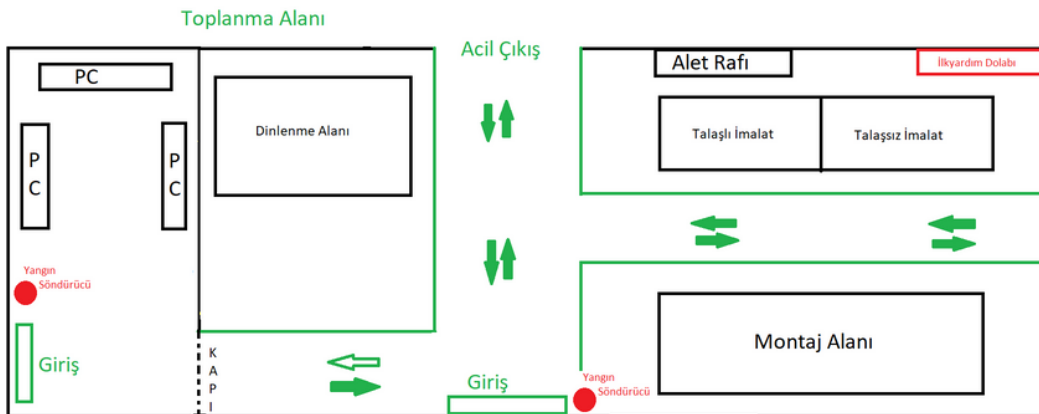 Toplanma Alanı
Acil Çıkış
PC
Alet Rafı
İlkyardım Dolabı
Dinlenme Alanı
Talaşlı İmalat
Talaşsız İmalat
P
C
P
C
Yangın
Söndürücü
Giriş
K
A
P
I
Giriş
Yangın
Söndürücü
Montaj Alanı